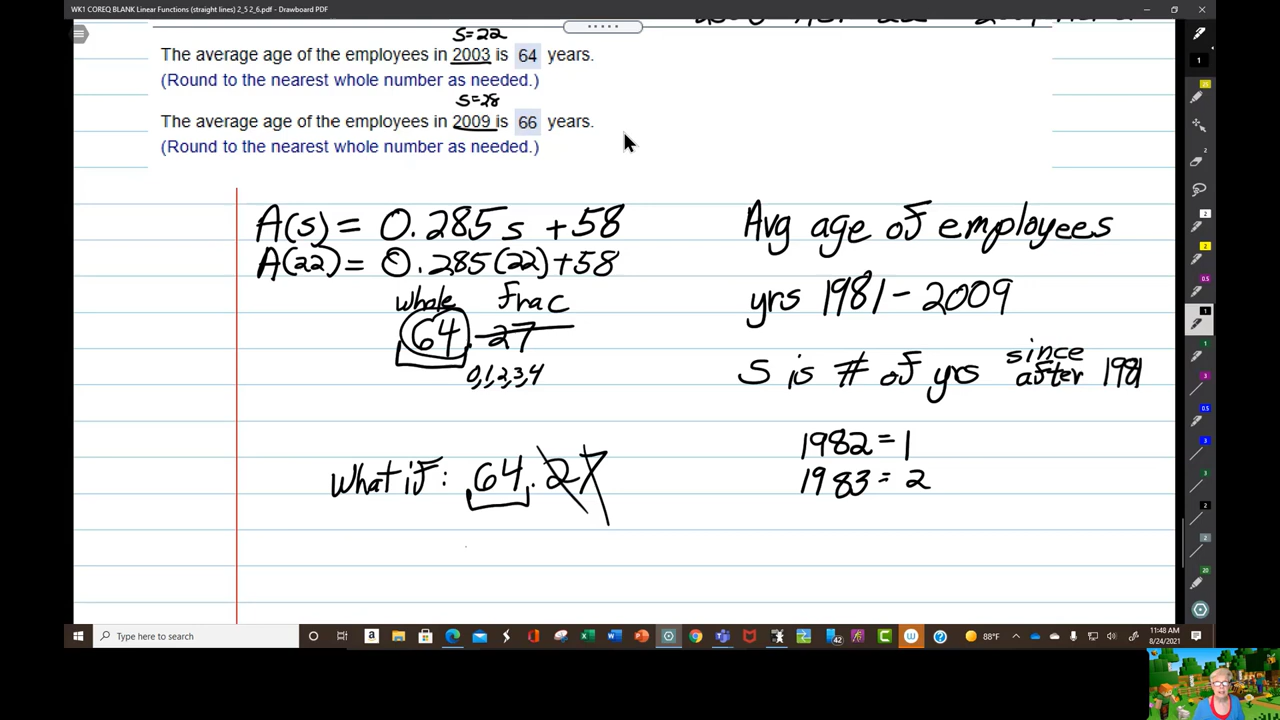 WK1 COREQ BLANK Linear Functions (straight lines) 2_5 2_6.pdf - Drawboard PDF
S=22
The average age of the employees in 2003 is 64 years.
(Round to the nearest whole number as needed.)
S=28
The average age of the employees in 2009 is 66 years.
(Round to the nearest whole number as needed.)
A(s) = 0.285s + 58
A(22) = 0.285(22)+58
whole frac
64.27
0,1,2,3,4
What if: 64.27
Avg age of employees
yrs 1981 - 2009
S is # of yrs since after 1981
1982 = 1
1983 = 2
Type here to search
42
88°F
11:48 AM
8/24/2021